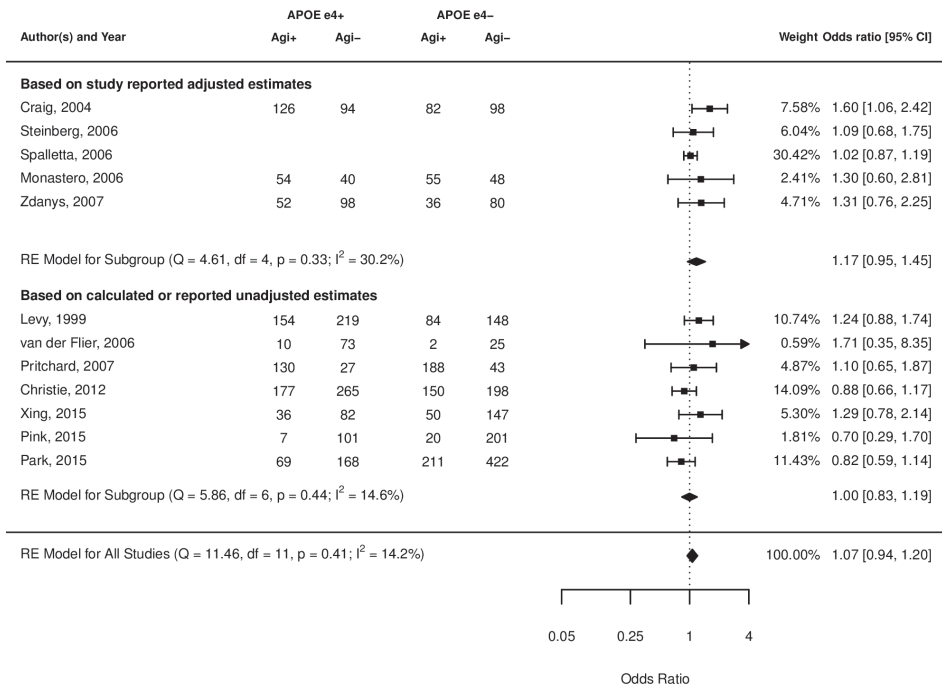 APOE e4+ APOE e4−
Author(s) and Year Agi+ Agi− Agi+ Agi− Weight Odds ratio [95% CI]
Based on study reported adjusted estimates
Craig, 2004 126 94 82 98 7.58% 1.60 [1.06, 2.42]
Steinberg, 2006 6.04% 1.09 [0.68, 1.75]
Spalletta, 2006 30.42% 1.02 [0.87, 1.19]
Monastero, 2006 54 40 55 48 2.41% 1.30 [0.60, 2.81]
Zdanys, 2007 52 98 36 80 4.71% 1.31 [0.76, 2.25]
RE Model for Subgroup (Q = 4.61, df = 4, p = 0.33; I² = 30.2%) 1.17 [0.95, 1.45]
Based on calculated or reported unadjusted estimates
Levy, 1999 154 219 84 148 10.74% 1.24 [0.88, 1.74]
van der Flier, 2006 10 73 2 25 0.59% 1.71 [0.35, 8.35]
Pritchard, 2007 130 27 188 43 4.87% 1.10 [0.65, 1.87]
Christie, 2012 177 265 150 198 14.09% 0.88 [0.66, 1.17]
Xing, 2015 36 82 50 147 5.30% 1.29 [0.78, 2.14]
Pink, 2015 7 101 20 201 1.81% 0.70 [0.29, 1.70]
Park, 2015 69 168 211 422 11.43% 0.82 [0.59, 1.14]
RE Model for Subgroup (Q = 5.86, df = 6, p = 0.44; I² = 14.6%) 1.00 [0.83, 1.19]
RE Model for All Studies (Q = 11.46, df = 11, p = 0.41; I² = 14.2%) 100.00% 1.07 [0.94, 1.20]
0.05 0.25 1 4
Odds Ratio